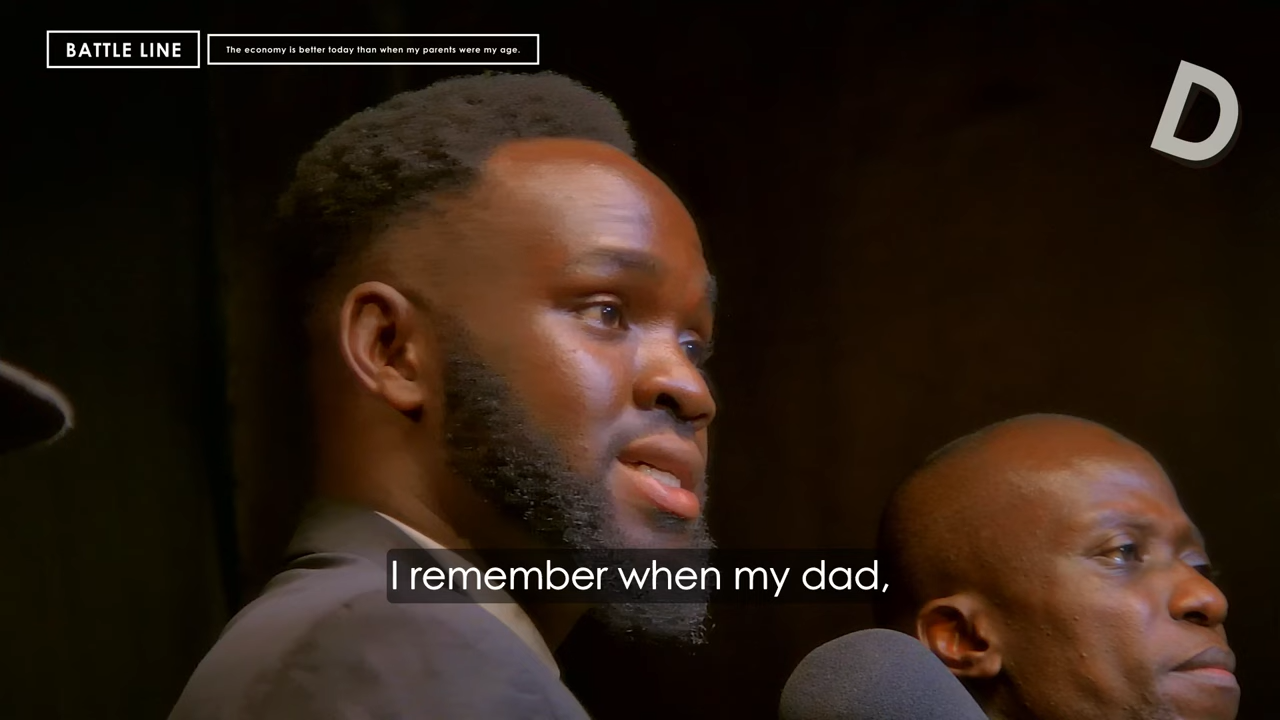 BATTLE LINE
The economy is better today than when my parents were my age.
D
I remember when my dad,